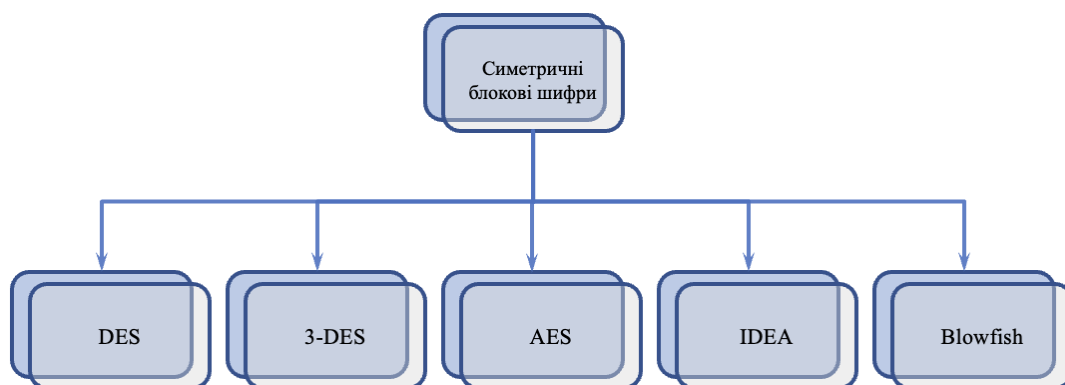 Симетричні
блокові шифри
DES
3-DES
AES
IDEA
Blowfish